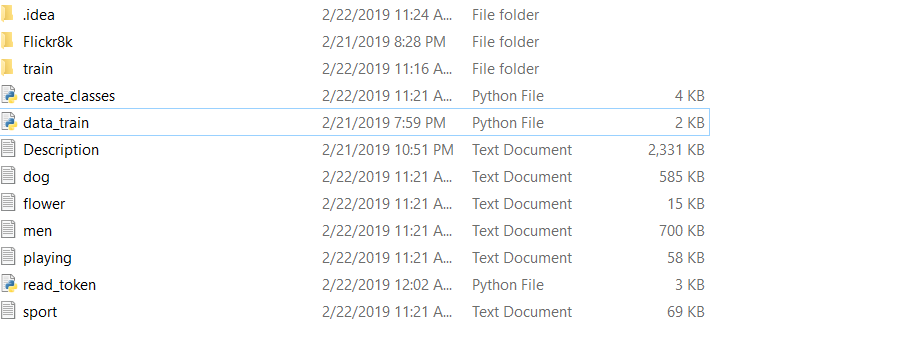 .idea 2/22/2019 11:24 A... File folder
Flickr8k 2/21/2019 8:28 PM File folder
train 2/22/2019 11:16 A... File folder
create_classes 2/22/2019 11:21 A... Python File 4 KB
data_train 2/21/2019 7:59 PM Python File 2 KB
Description 2/21/2019 10:51 PM Text Document 2,331 KB
dog 2/22/2019 11:21 A... Text Document 585 KB
flower 2/22/2019 11:21 A... Text Document 15 KB
men 2/22/2019 11:21 A... Text Document 700 KB
playing 2/22/2019 11:21 A... Text Document 58 KB
read_token 2/22/2019 12:02 A... Python File 3 KB
sport 2/22/2019 11:21 A... Text Document 69 KB